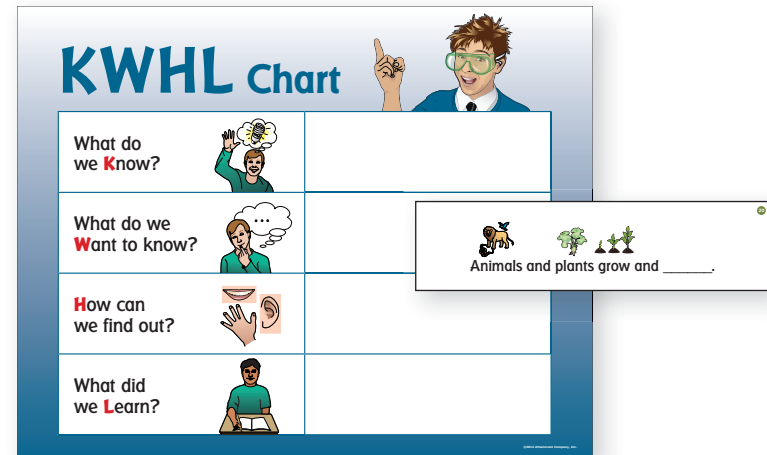 KWHL Chart
What do
we Know?
What do we
Want to know?
How can
we find out?
What did
we Learn?
20
Animals and plants grow and _______.